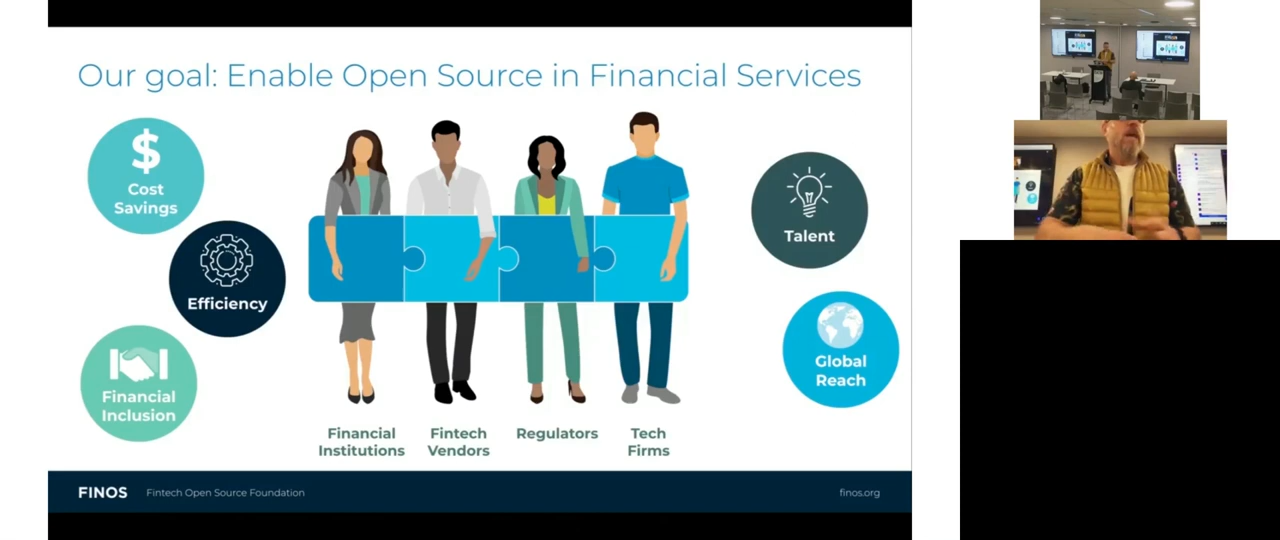 Our goal: Enable Open Source in Financial Services
$
Cost
Savings
Efficiency
Financial
Inclusion
Talent
Global
Reach
Financial
Institutions
Fintech
Vendors
Regulators
Tech
Firms
FINOS
Fintech Open Source Foundation
finos.org
FINOS